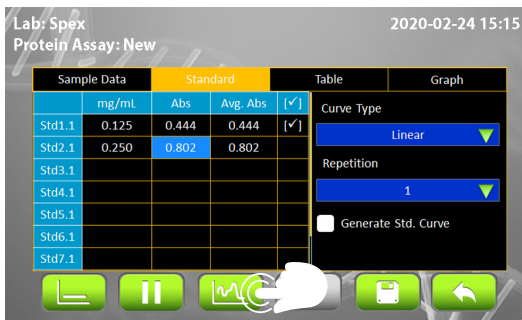 Lab: Spex
2020-02-24 15:15
Protein Assay: New
Sample Data Standard Table Graph
mg/mL Abs Avg. Abs [✓]
Std1.1 0.125 0.444 0.444 [✓]
Std2.1 0.250 0.802 0.802
Std3.1
Std4.1
Std5.1
Std6.1
Std7.1
Curve Type
Linear
Repetition
1
Generate Std. Curve